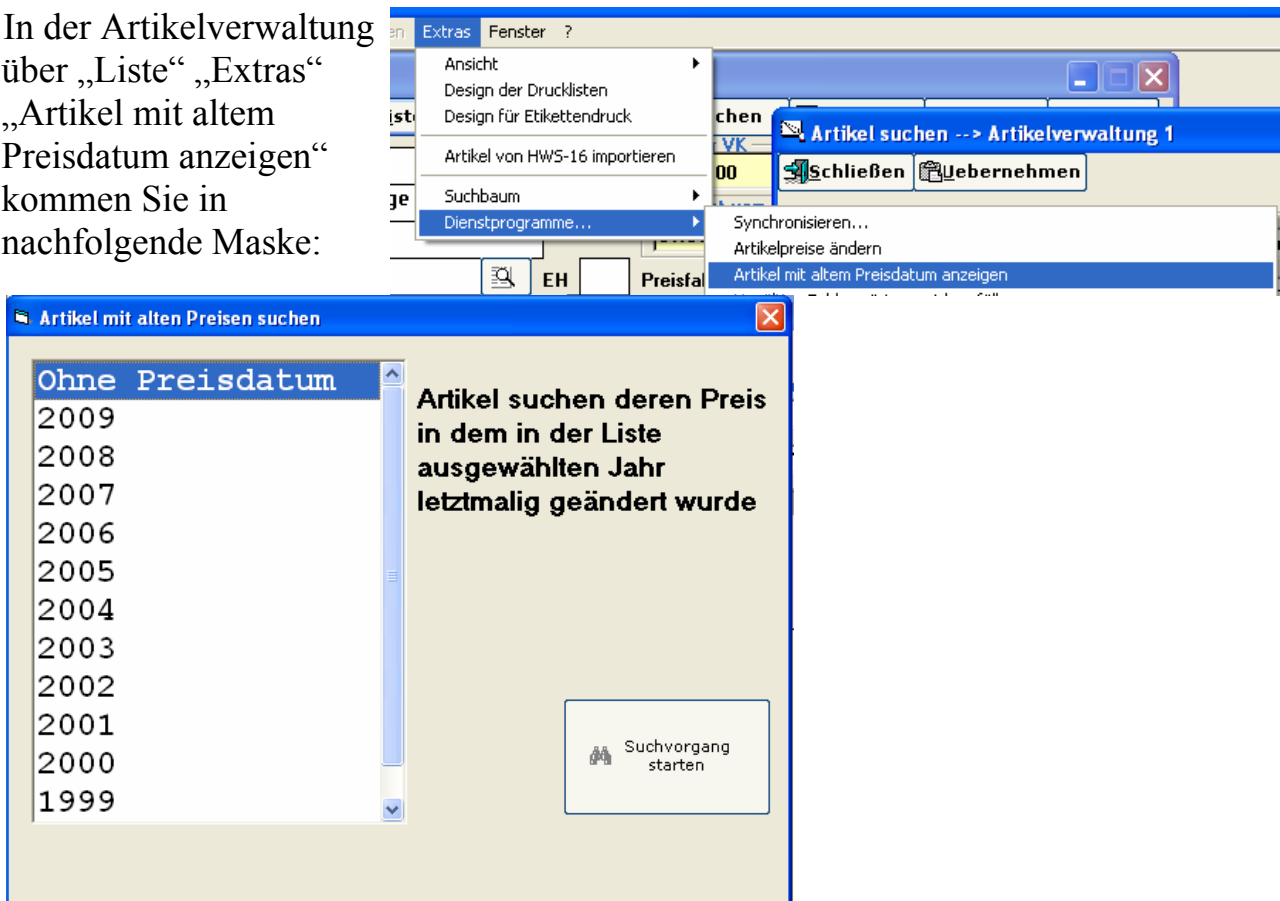 In der Artikelverwaltung
über „Liste“ „Extras“
„Artikel mit altem
Preisdatum anzeigen“
kommen Sie in
nachfolgende Maske:
Extras Fenster ?
Ansicht
Design der Drucklisten
Design für Etikettendruck
Artikel von HWS-16 importieren
Suchbaum
Dienstprogramme...
chen
VK
00
ge
EH
Preisfal
Artikel suchen --> Artikelverwaltung 1
Schließen Uebernehmen
Synchronisieren...
Artikelpreise ändern
Artikel mit altem Preisdatum anzeigen
Artikel mit alten Preisen suchen
Ohne Preisdatum
2009
2008
2007
2006
2005
2004
2003
2002
2001
2000
1999
Artikel suchen deren Preis
in dem in der Liste
ausgewählten Jahr
letztmalig geändert wurde
Suchvorgang
starten